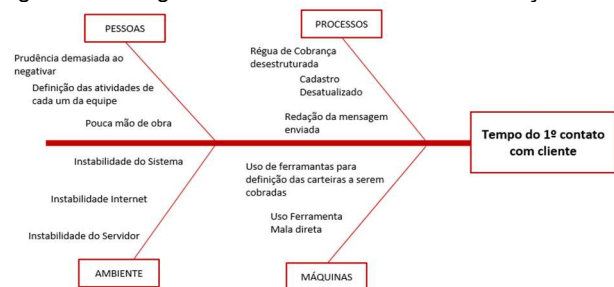 PESSOAS
PROCESSOS
Prudência demasiada ao
negativar
Definição das atividades de
cada um da equipe
Pouca mão de obra
Régua de Cobrança
desestruturada
Cadastro
Desatualizado
Redação da mensagem
enviada
Tempo do 1º contato
com cliente
Instabilidade do Sistema
Instabilidade Internet
Instabilidade do Servidor
Uso de ferramantas para
definição das carteiras a serem
cobradas
Uso Ferramenta
Mala direta
AMBIENTE
MÁQUINAS